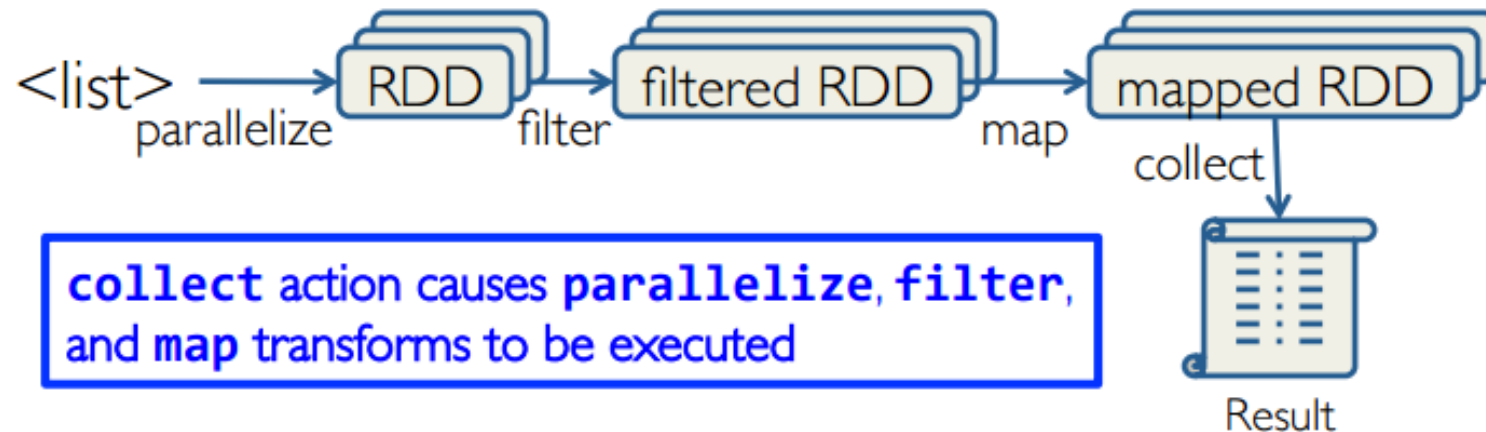 <list> RDD filtered RDD mapped RDD
parallelize filter map
collect
collect action causes parallelize, filter,
and map transforms to be executed
Result